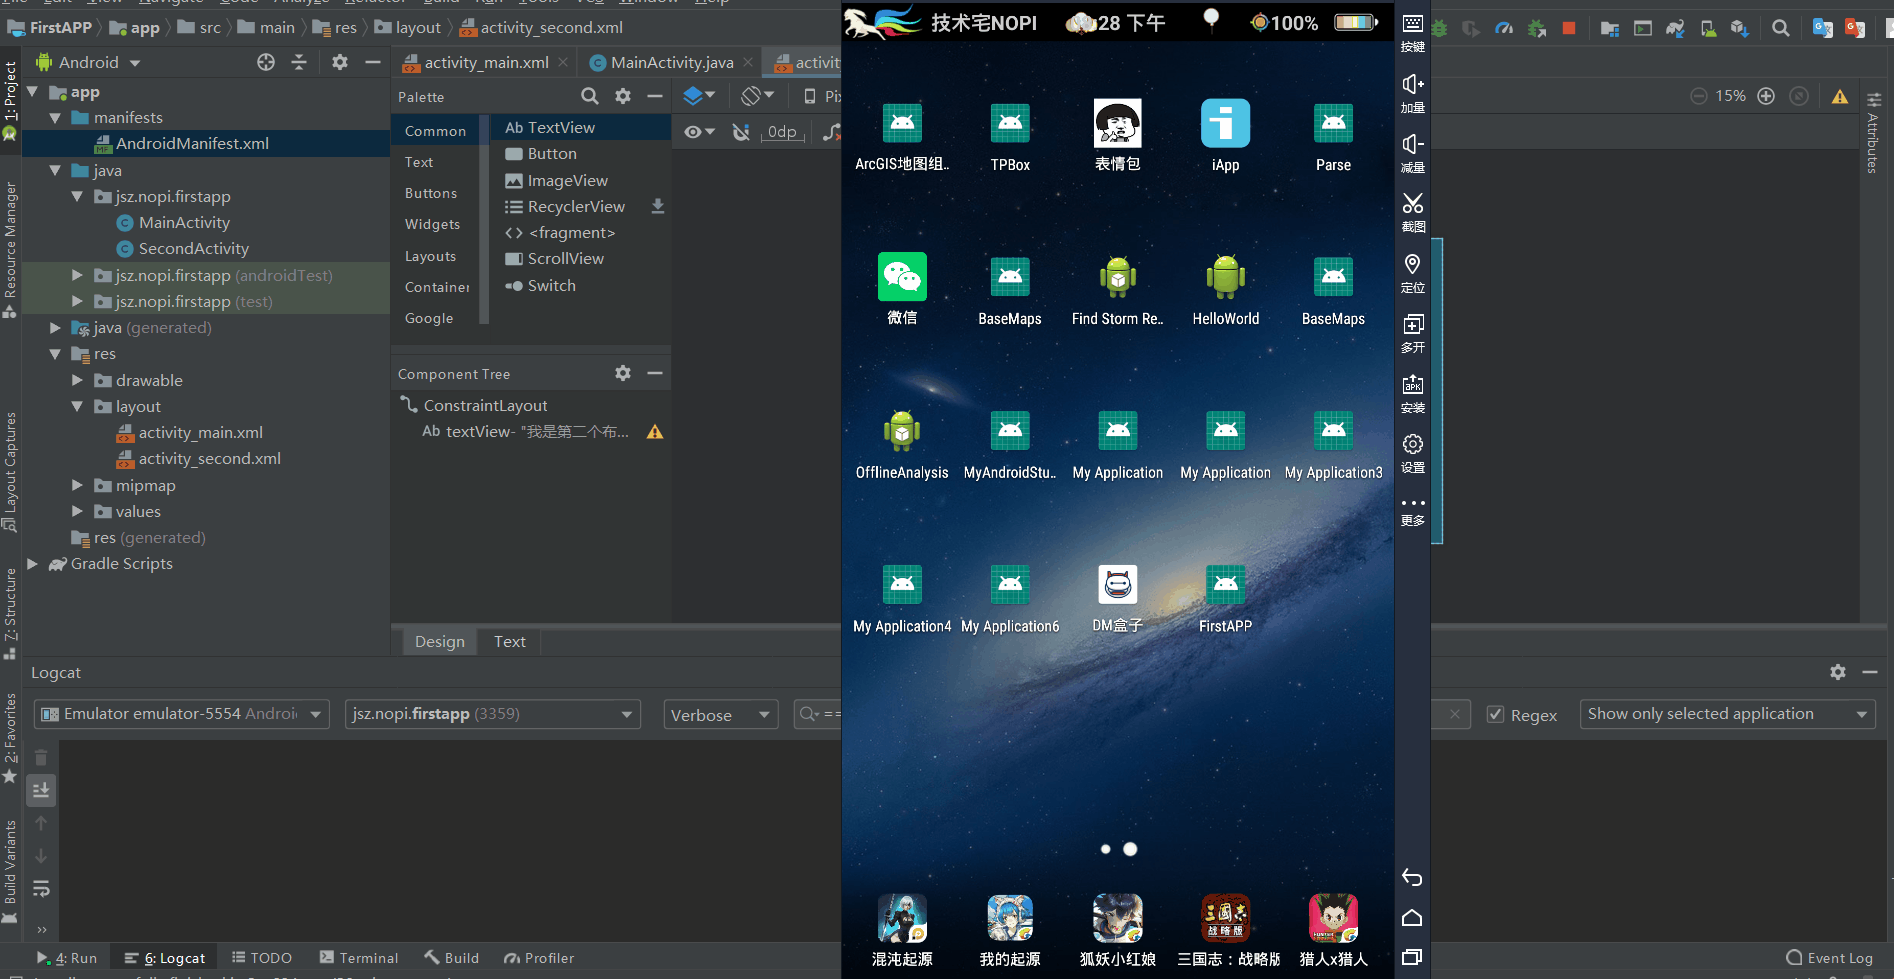 FirstAPP
app
src
main
res
layout
activity_second.xml
Android
app
manifests
AndroidManifest.xml
java
jsz.nopi.firstapp
MainActivity
SecondActivity
jsz.nopi.firstapp (androidTest)
jsz.nopi.firstapp (test)
java (generated)
res
drawable
layout
activity_main.xml
activity_second.xml
mipmap
values
res (generated)
Gradle Scripts
1: Project
Resource Manager
Layout Captures
Z: Structure
2: Favorites
Build Variants
activity_main.xml
MainActivity.java
activity
Palette
Common
Text
Buttons
Widgets
Layouts
Container
Google
Ab TextView
Button
ImageView
RecyclerView
<fragment>
ScrollView
Switch
0dp
Component Tree
ConstraintLayout
Ab textView- "我是第二个布...
Design
Text
技术宅NOPI
28 下午
100%
ArcGIS地图组..
TPBox
表情包
iApp
Parse
微信
BaseMaps
Find Storm Re..
HelloWorld
BaseMaps
OfflineAnalysis
MyAndroidStu..
My Application
My Application
My Application3
My Application4
My Application6
DM盒子
FirstAPP
混沌起源
我的起源
狐妖小红娘
三国志：战略版
猎人x猎人
按键
加量
减量
截图
定位
多开
安装
设置
更多
15%
Attributes
Logcat
Emulator emulator-5554 Androi
jsz.nopi.firstapp (3359)
Verbose
==
Regex
Show only selected application
4: Run
6: Logcat
TODO
Terminal
Build
Profiler
Event Log